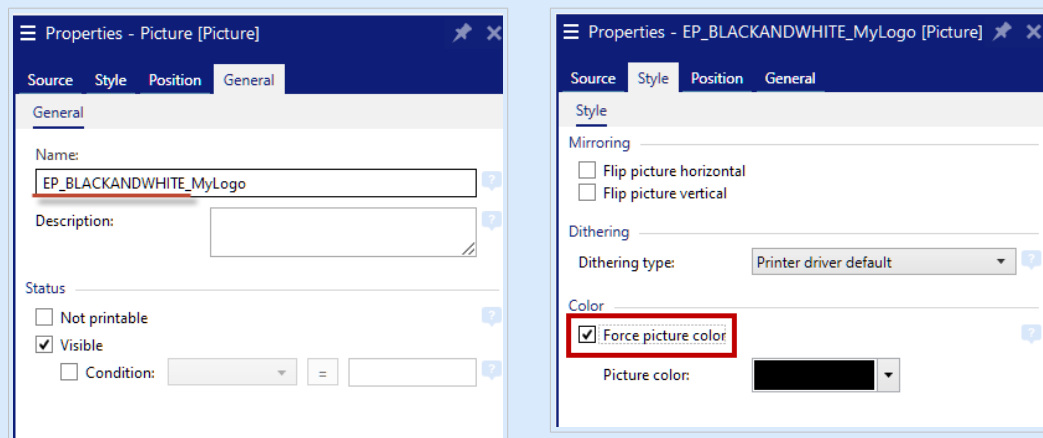 Properties - Picture [Picture]
Source Style Position General
General
Name:
EP_BLACKANDWHITE_MyLogo
Description:
Status
Not printable
Visible
Condition: =
Properties - EP_BLACKANDWHITE_MyLogo [Picture]
Source Style Position General
Style
Mirroring
Flip picture horizontal
Flip picture vertical
Dithering
Dithering type: Printer driver default
Color
Force picture color
Picture color: